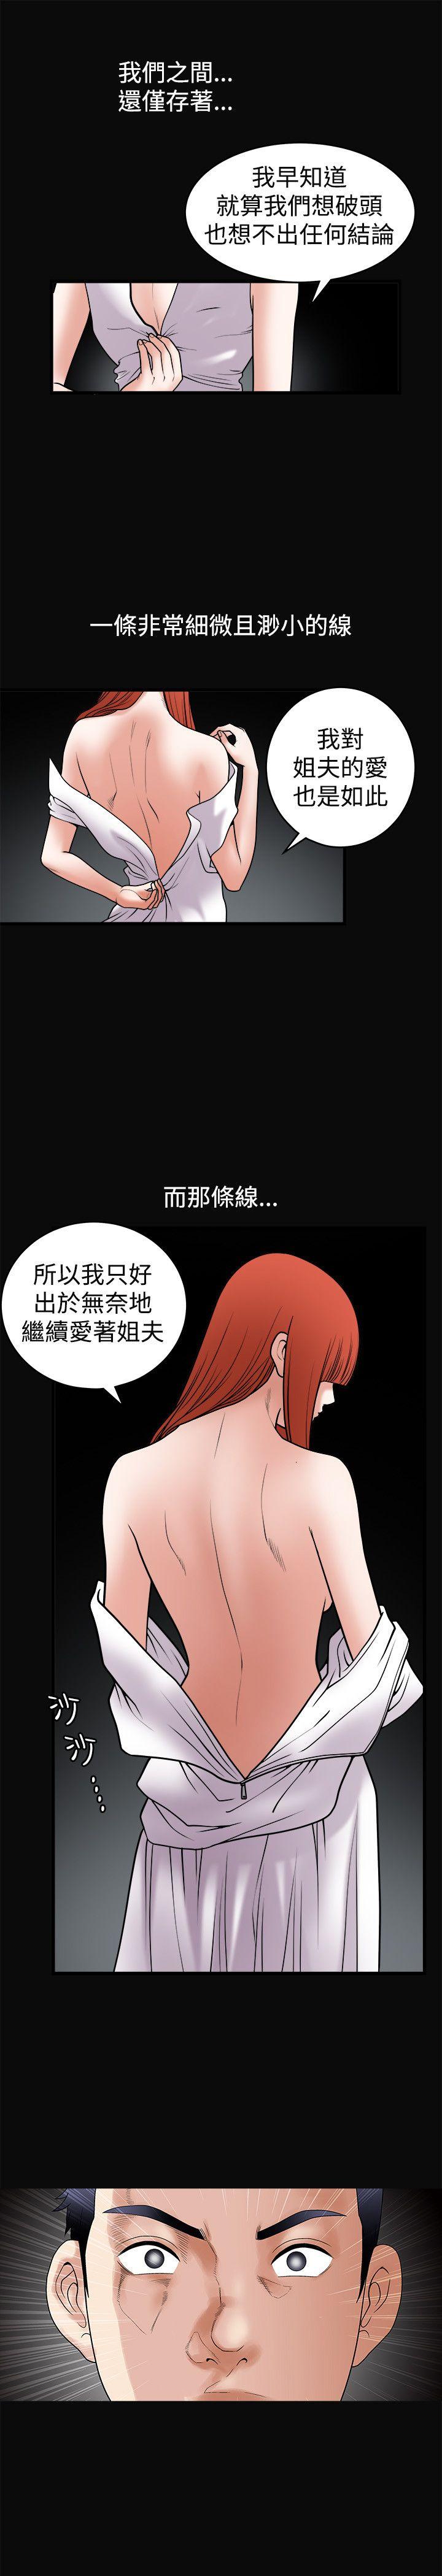 我們之間...
還僅存著...
我早知道
就算我們想破頭
也想不出任何結論
一條非常細微且渺小的線
我對
姐夫的愛
也是如此
而那條線...
所以我只好
出於無奈地
繼續愛著姐夫
沙
沙
...